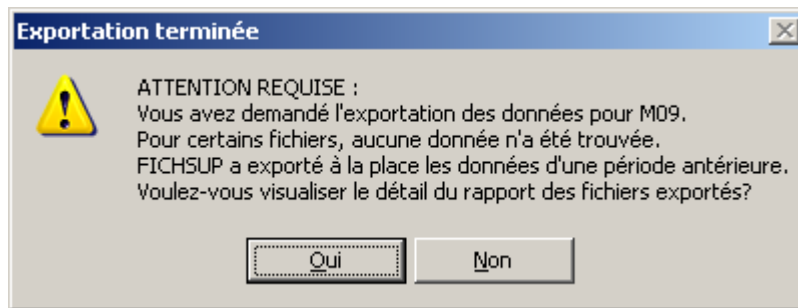 Exportation terminée
ATTENTION REQUISE :
Vous avez demandé l'exportation des données pour M09.
Pour certains fichiers, aucune donnée n'a été trouvée.
FICHSUP a exporté à la place les données d'une période antérieure.
Voulez-vous visualiser le détail du rapport des fichiers exportés?
Oui Non